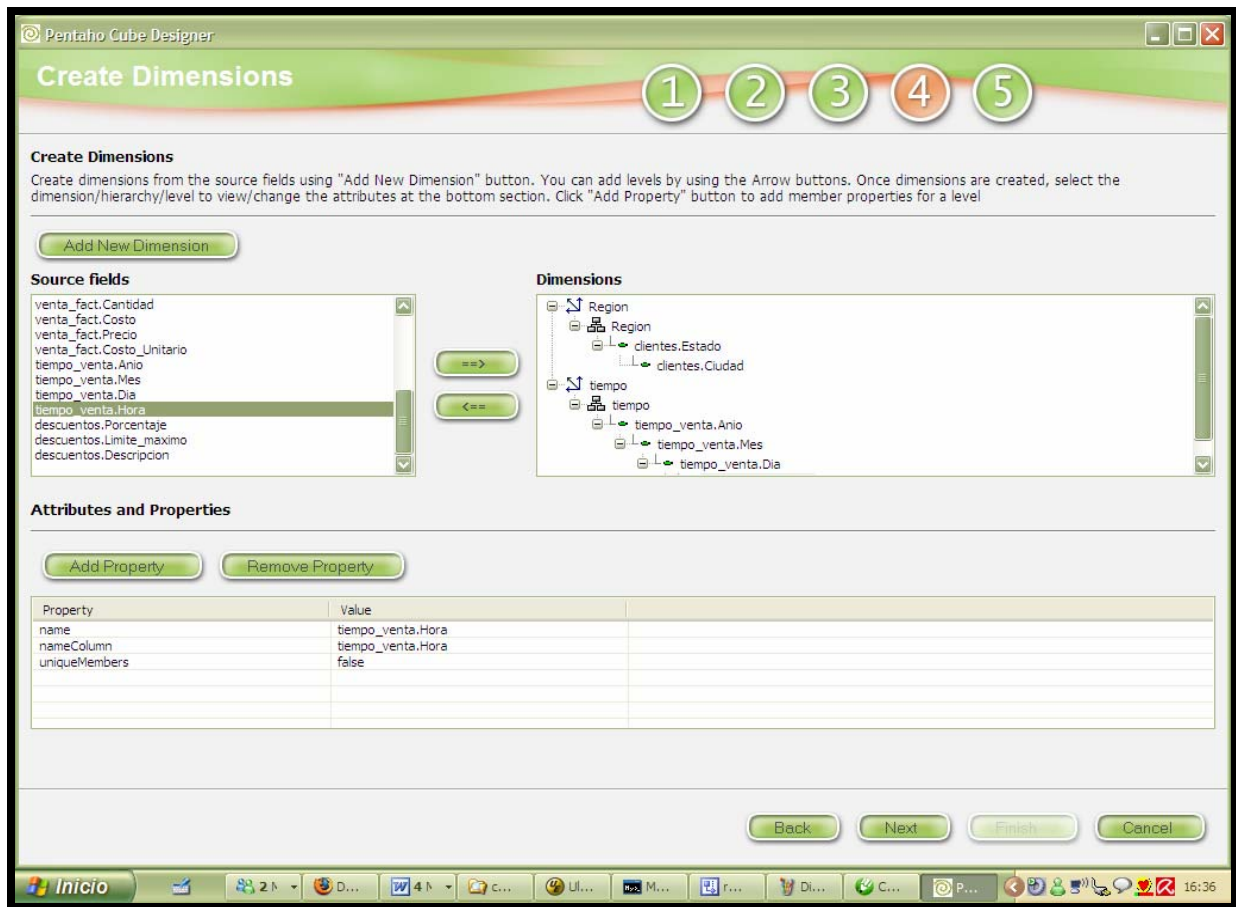 Pentaho Cube Designer
Create Dimensions
1 2 3 4 5
Create Dimensions
Create dimensions from the source fields using "Add New Dimension" button. You can add levels by using the Arrow buttons. Once dimensions are created, select the
dimension/hierarchy/level to view/change the attributes at the bottom section. Click "Add Property" button to add member properties for a level
Add New Dimension
Source fields
venta_fact.Cantidad
venta_fact.Costo
venta_fact.Precio
venta_fact.Costo_Unitario
tiempo_venta.Anio
tiempo_venta.Mes
tiempo_venta.Dia
tiempo_venta.Hora
descuentos.Porcentaje
descuentos.Limite_maximo
descuentos.Descripcion
==>
<==
Dimensions
Region
Region
clientes.Estado
clientes.Ciudad
tiempo
tiempo
tiempo_venta.Anio
tiempo_venta.Mes
tiempo_venta.Dia
Attributes and Properties
Add Property Remove Property
Property Value
name tiempo_venta.Hora
nameColumn tiempo_venta.Hora
uniqueMembers false
Back Next Finish Cancel
Inicio 2 D... 4 c... Ul... M... r... Di... C... P... 16:36